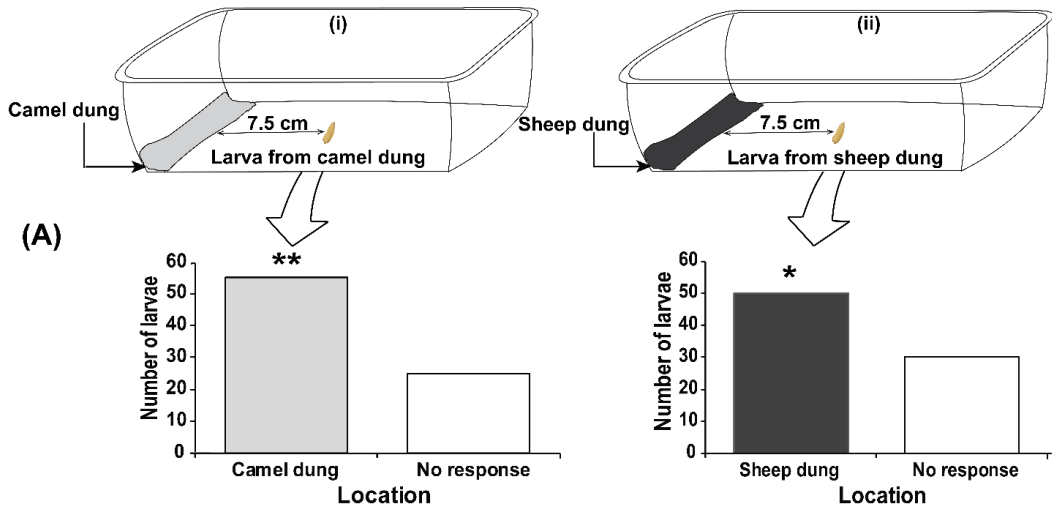 (i)
Camel dung
7.5 cm
Larva from camel dung
(ii)
Sheep dung
7.5 cm
Larva from sheep dung
(A)
Number of larvae
60
50
40
30
20
10
0
**
Camel dung
No response
Location
Number of larvae
60
50
40
30
20
10
0
*
Sheep dung
No response
Location